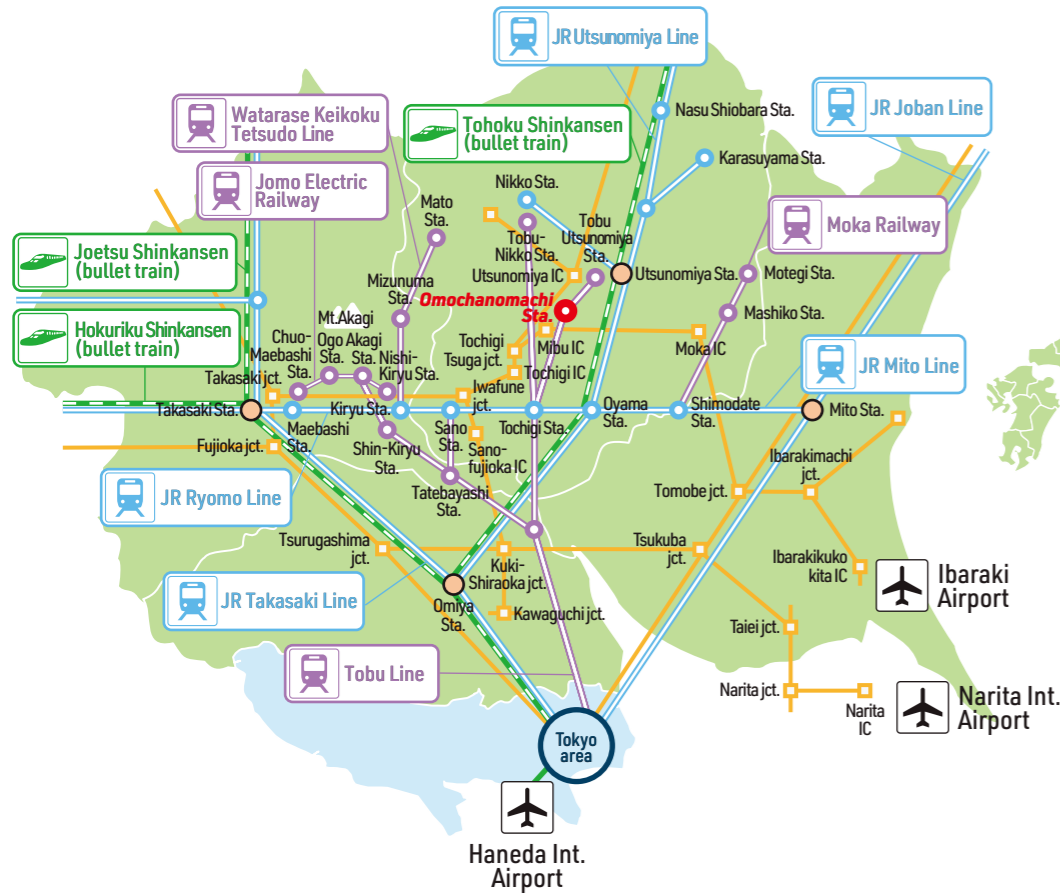 JR Utsunomiya Line
JR Joban Line
Watarase Keikoku
Tetsudo Line
Tohoku Shinkansen
(bullet train)
Nasu Shiobara Sta.
Karasuyama Sta.
Jomo Electric
Railway
Nikko Sta.
Mato
Sta.
Tobu
Utsunomiya
Sta.
Moka Railway
Tobu-
Nikko Sta.
Joetsu Shinkansen
(bullet train)
Mizunuma
Sta.
Utsunomiya IC
Utsunomiya Sta.
Motegi Sta.
Omochanomachi
Sta.
Mashiko Sta.
Hokuriku Shinkansen
(bullet train)
Mt.Akagi
Chuo-
Maebashi
Sta.
Ogo Akagi
Sta.
Sta.
Nishi-
Kiryu Sta.
Tochigi
Tsuga jct.
Mibu IC
Moka IC
Tochigi IC
JR Mito Line
Takasaki jct.
Iwafune
jct.
Takasaki Sta.
Kiryu Sta.
Maebashi
Sta.
Sano
Sta.
Tochigi Sta.
Oyama
Sta.
Shimodate
Sta.
Mito Sta.
Fujioka jct.
Shin-Kiryu
Sta.
Sano-
fujioka IC
Ibarakimachi
jct.
JR Ryomo Line
Tatebayashi
Sta.
Tomobe jct.
Tsurugashima
jct.
Kuki-
Shiraoka jct.
Tsukuba
jct.
Ibarakikuko
kita IC
Ibaraki
Airport
JR Takasaki Line
Omiya
Sta.
Kawaguchi jct.
Taiei jct.
Tobu Line
Narita jct.
Narita
IC
Narita Int.
Airport
Tokyo
area
Haneda Int.
Airport